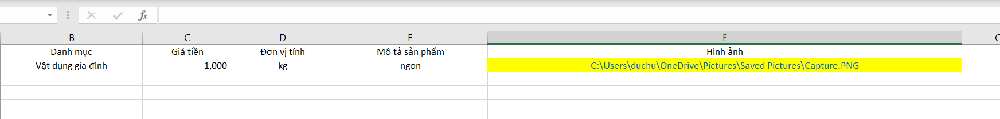 fx
B C D E F G
Danh mục Giá tiền Đơn vị tính Mô tả sản phẩm Hình ảnh
Vật dụng gia đình 1,000 kg ngon C:\Users\duchu\OneDrive\Pictures\Saved Pictures\Capture.PNG